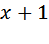 x + 1